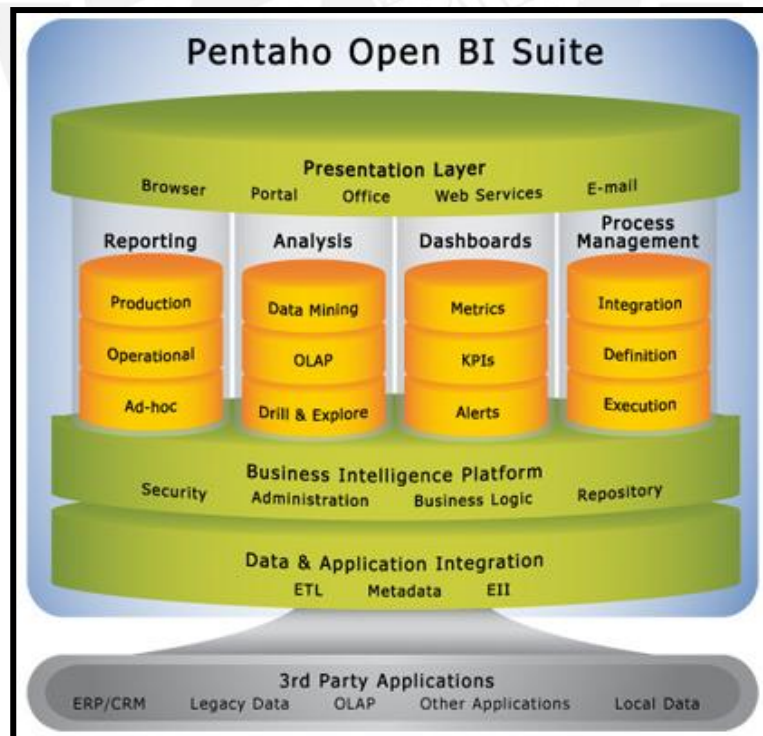 Pentaho Open BI Suite
Presentation Layer
Browser Portal Office Web Services E-mail
Reporting Analysis Dashboards Process Management
Production Data Mining Metrics Integration
Operational OLAP KPIs Definition
Ad-hoc Drill & Explore Alerts Execution
Business Intelligence Platform
Security Administration Business Logic Repository
Data & Application Integration
ETL Metadata EII
3rd Party Applications
ERP/CRM Legacy Data OLAP Other Applications Local Data